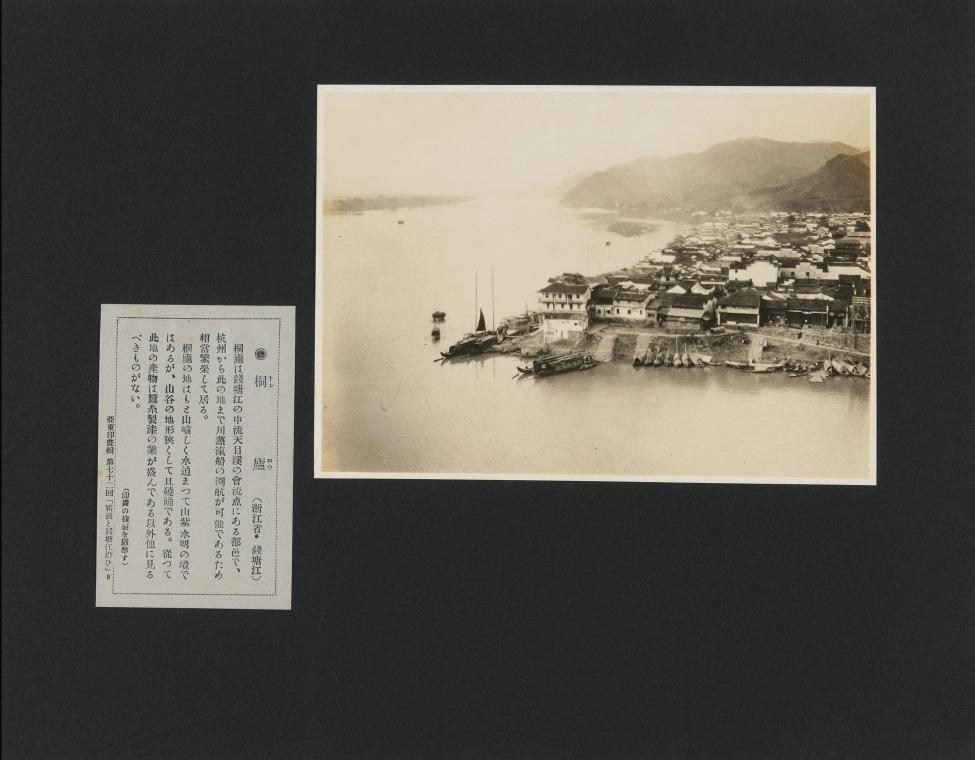 桐廬（浙江省・錢塘江）
トン ロウ
桐廬は錢塘江の中流天目溪の會流点にある都邑で、
杭州から此の地まで川蒸滊船の溯航が可能であるため
相當繁榮して居る。
桐廬の地はもと山嶮しく水迫まつて山紫水明の境で
はあるが、山谷の地形狹くして且磽确である。從つて
此地の産物は蠶糸製漆の業が盛んである以外他に見る
べきものがない。
（印畫の複製を嚴禁す）
亞東印畫輯 第七十二回「寧波と錢塘江沿ひ」9